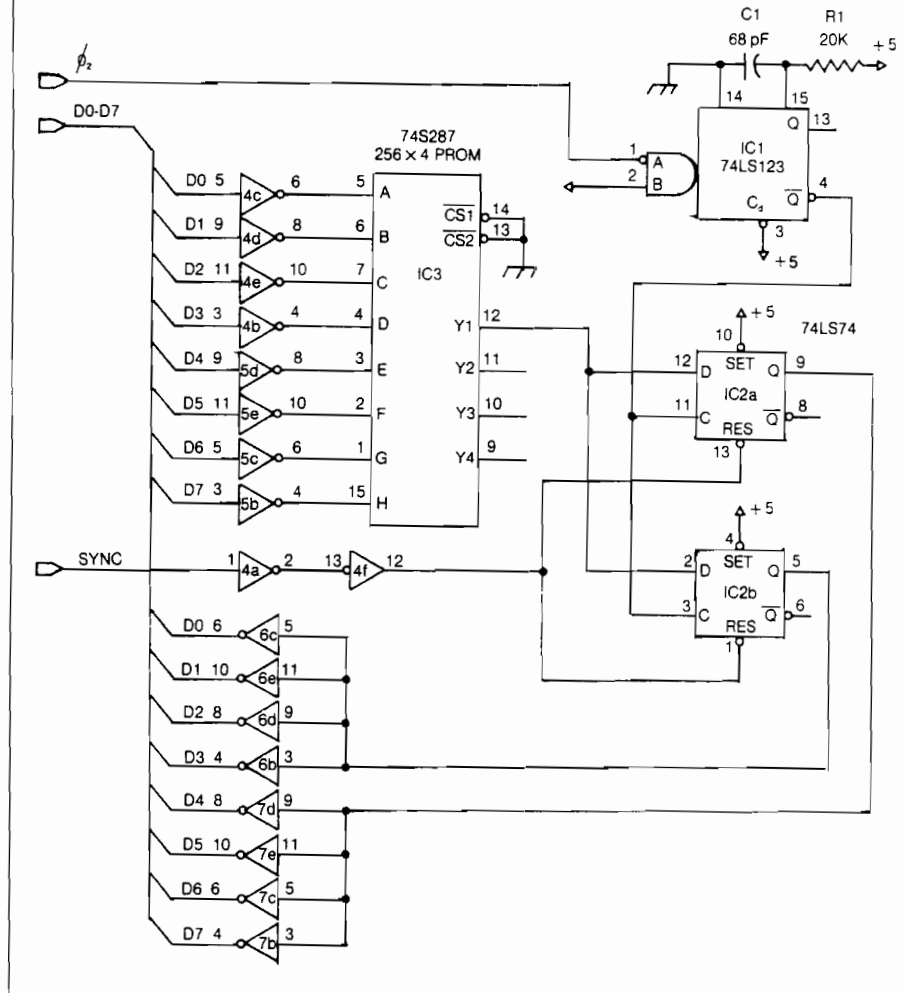 C1
68 pF
R1
20K
+5
ϕ₂
D0-D7
14
15
Q
13
IC1
74LS123
1
A
2
B
Q̅
4
Cd
3
+5
74S287
256 × 4 PROM
D0 5
4c
6
5
A
D1 9
4d
8
6
B
D2 11
4e
10
7
C
D3 3
4b
4
4
D
D4 9
5d
8
3
E
D5 11
5e
10
2
F
D6 5
5c
6
1
G
D7 3
5b
4
15
H
C̅S̅1̅
14
C̅S̅2̅
13
IC3
Y1
12
Y2
11
Y3
10
Y4
9
+5
74LS74
10
SET
12
D
Q
9
IC2a
11
C
Q̅
8
RES
13
+5
4
SET
2
D
Q
5
IC2b
3
C
Q̅
6
RES
1
SYNC
1
4a
2
13
4f
12
D0 6
6c
5
D1 10
6e
11
D2 8
6d
9
D3 4
6b
3
D4 8
7d
9
D5 10
7e
11
D6 6
7c
5
D7 4
7b
3